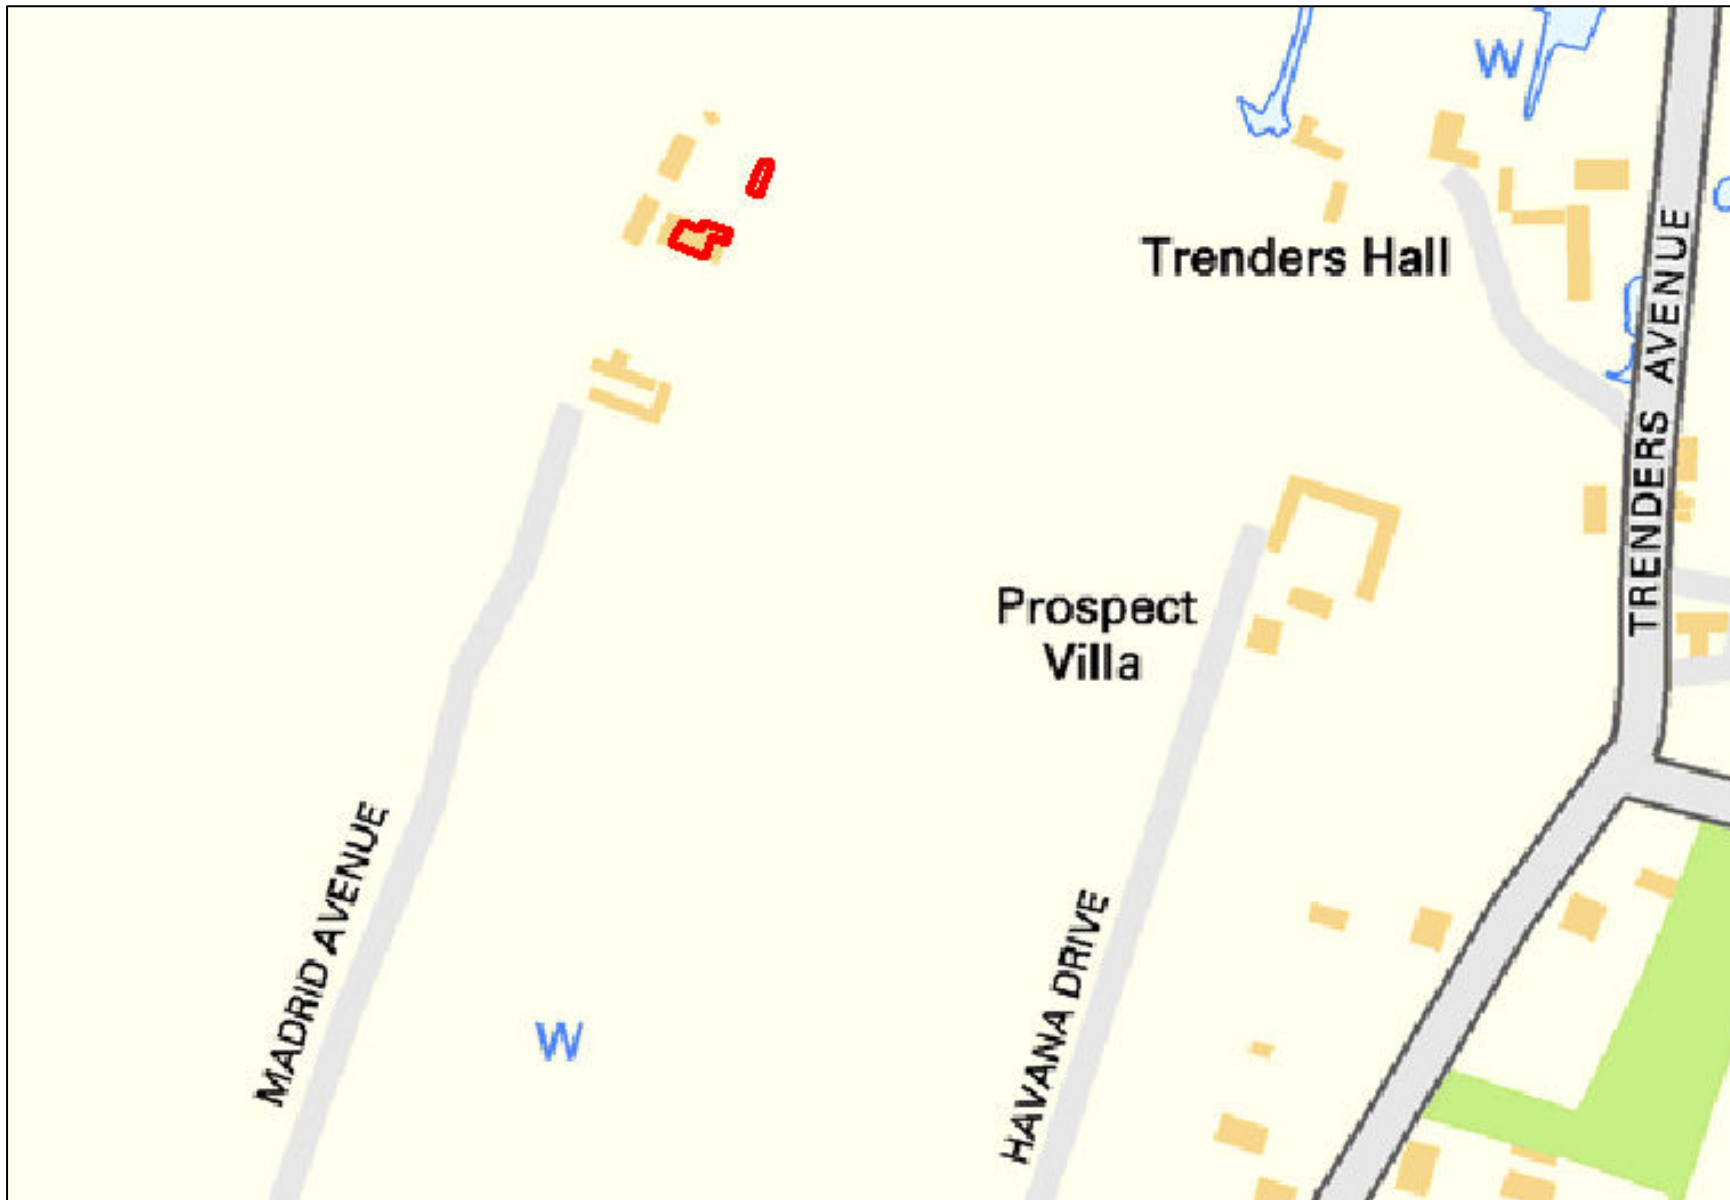 W
Trenders Hall
TRENDERS AVENUE
Prospect
Villa
MADRID AVENUE
HAVANA DRIVE
W